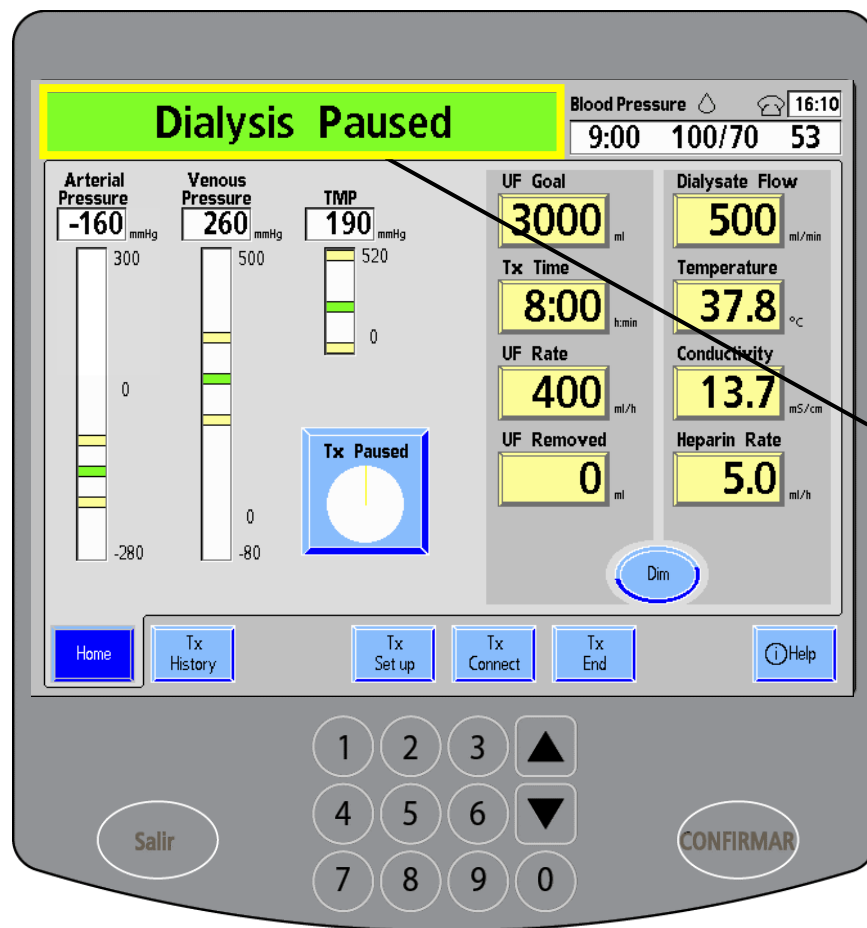 Dialysis Paused
Blood Pressure 16:10
9:00 100/70 53
Arterial Pressure
-160 mmHg
300
0
-280
Venous Pressure
260 mmHg
500
0
-80
TMP
190 mmHg
520
0
Tx Paused
UF Goal
3000 ml
Tx Time
8:00 h:min
UF Rate
400 ml/h
UF Removed
0 ml
Dialysate Flow
500 ml/min
Temperature
37.8 °C
Conductivity
13.7 mS/cm
Heparin Rate
5.0 ml/h
Dim
Home
Tx History
Tx Set up
Tx Connect
Tx End
i Help
1 2 3
4 5 6
7 8 9 0
Salir
CONFIRMAR